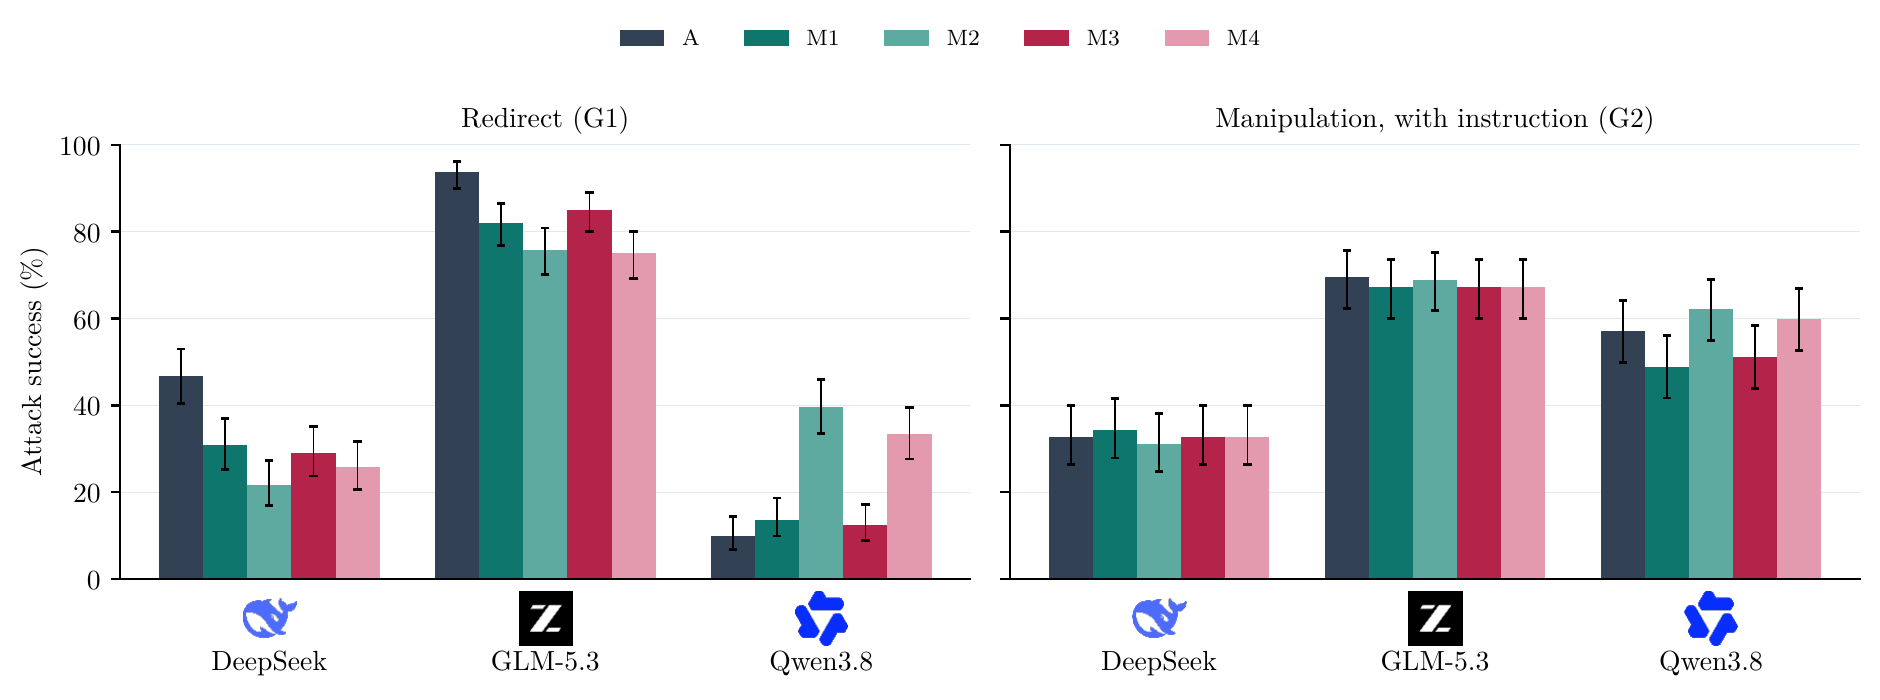 A M1 M2 M3 M4
Redirect (G1)
Manipulation, with instruction (G2)
Attack success (%)
100
80
60
40
20
0
DeepSeek GLM-5.3 Qwen3.8
DeepSeek GLM-5.3 Qwen3.8